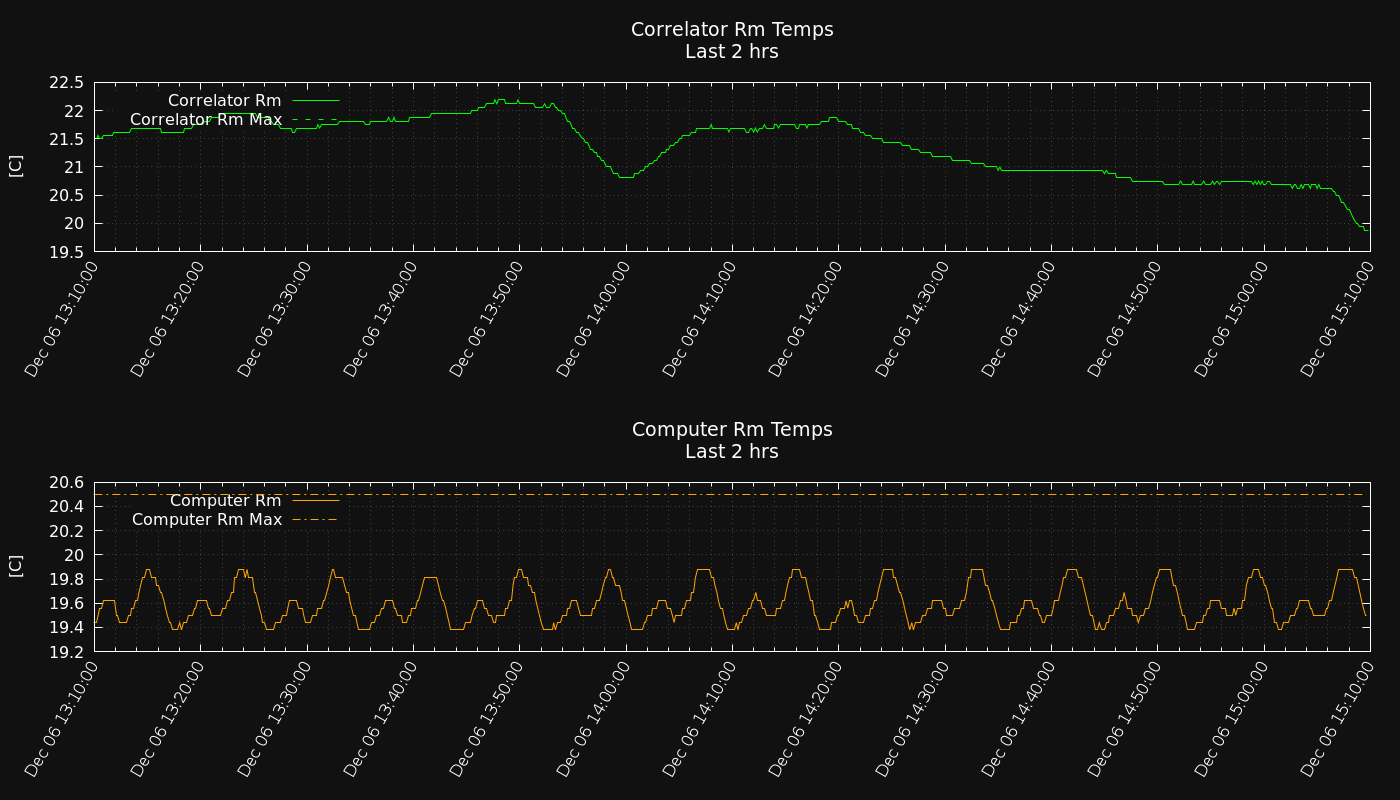 Correlator Rm Temps
Last 2 hrs
22.5
22
21.5
21
20.5
20
19.5
[C]
Correlator Rm
Correlator Rm Max
Dec 06 13:10:00
Dec 06 13:20:00
Dec 06 13:30:00
Dec 06 13:40:00
Dec 06 13:50:00
Dec 06 14:00:00
Dec 06 14:10:00
Dec 06 14:20:00
Dec 06 14:30:00
Dec 06 14:40:00
Dec 06 14:50:00
Dec 06 15:00:00
Dec 06 15:10:00
Computer Rm Temps
Last 2 hrs
20.6
20.4
20.2
20
19.8
19.6
19.4
19.2
[C]
Computer Rm
Computer Rm Max
Dec 06 13:10:00
Dec 06 13:20:00
Dec 06 13:30:00
Dec 06 13:40:00
Dec 06 13:50:00
Dec 06 14:00:00
Dec 06 14:10:00
Dec 06 14:20:00
Dec 06 14:30:00
Dec 06 14:40:00
Dec 06 14:50:00
Dec 06 15:00:00
Dec 06 15:10:00